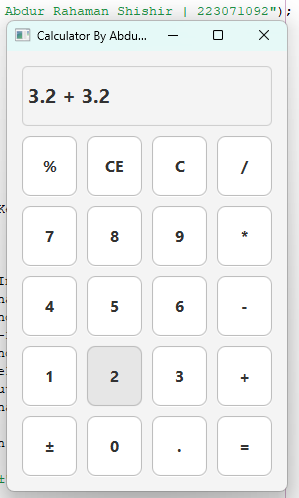 Abdur Rahaman Shishir | 223071092");
Calculator By Abdu...
3.2 + 3.2
% CE C /
7 8 9 *
4 5 6 -
1 2 3 +
± 0 . =